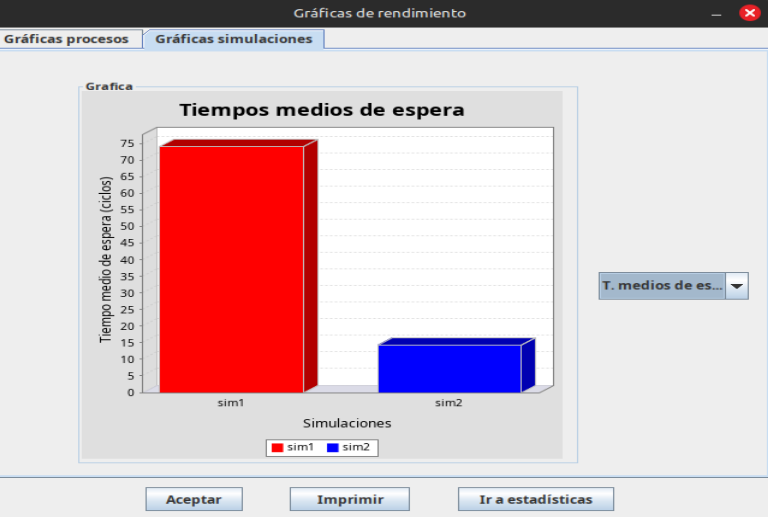 Gráficas de rendimiento
Gráficas procesos
Gráficas simulaciones
Grafica
Tiempos medios de espera
Tiempo medio de espera (ciclos)
75
70
65
60
55
50
45
40
35
30
25
20
15
10
5
0
sim1
sim2
Simulaciones
sim1 sim2
T. medios de es...
Aceptar
Imprimir
Ir a estadísticas